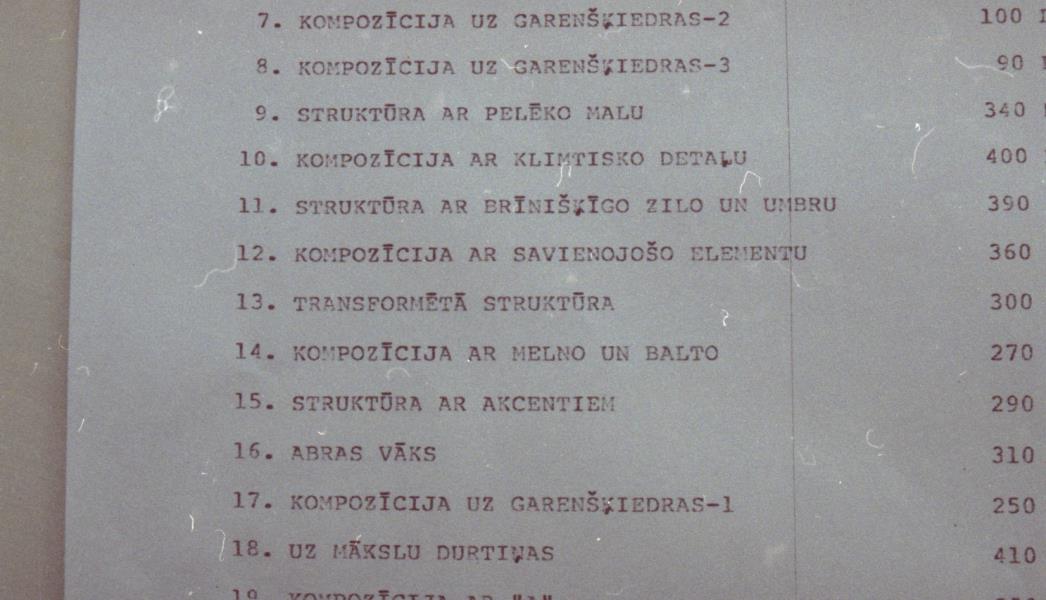 7. KOMPOZĪCIJA UZ GARENŠĶIEDRAS-2 100
8. KOMPOZĪCIJA UZ GARENŠĶIEDRAS-3 90
9. STRUKTŪRA AR PELĒKO MALU 340
10. KOMPOZĪCIJA AR KLIMTISKO DETAĻU 400
11. STRUKTŪRA AR BRĪNIŠĶĪGO ZILO UN UMBRU 390
12. KOMPOZĪCIJA AR SAVIENOJOŠO ELEMENTU 360
13. TRANSFORMĒTĀ STRUKTŪRA 300
14. KOMPOZĪCIJA AR MELNO UN BALTO 270
15. STRUKTŪRA AR AKCENTIEM 290
16. ABRAS VĀKS 310
17. KOMPOZĪCIJA UZ GARENŠĶIEDRAS-1 250
18. UZ MĀKSLU DURTIŅAS 410
19. KOMPOZĪCIJA AR "A"